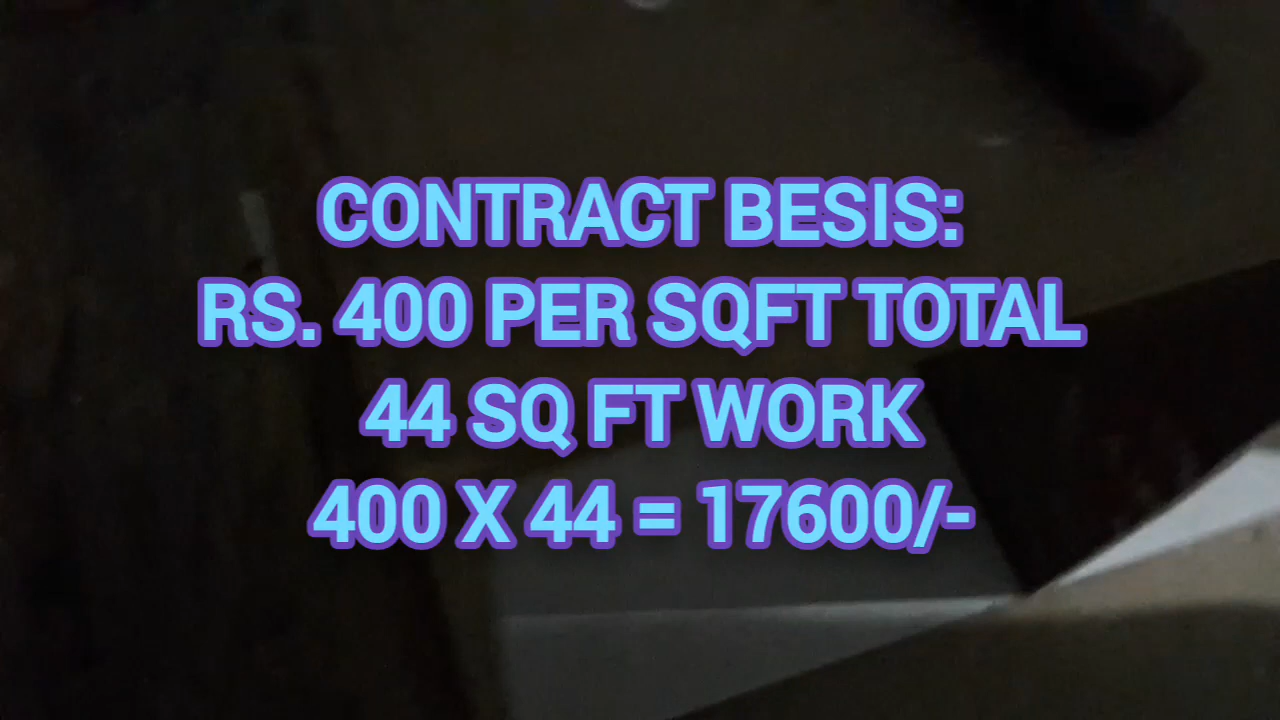 CONTRACT BESIS:
RS. 400 PER SQFT TOTAL
44 SQ FT WORK
400 X 44 = 17600/-